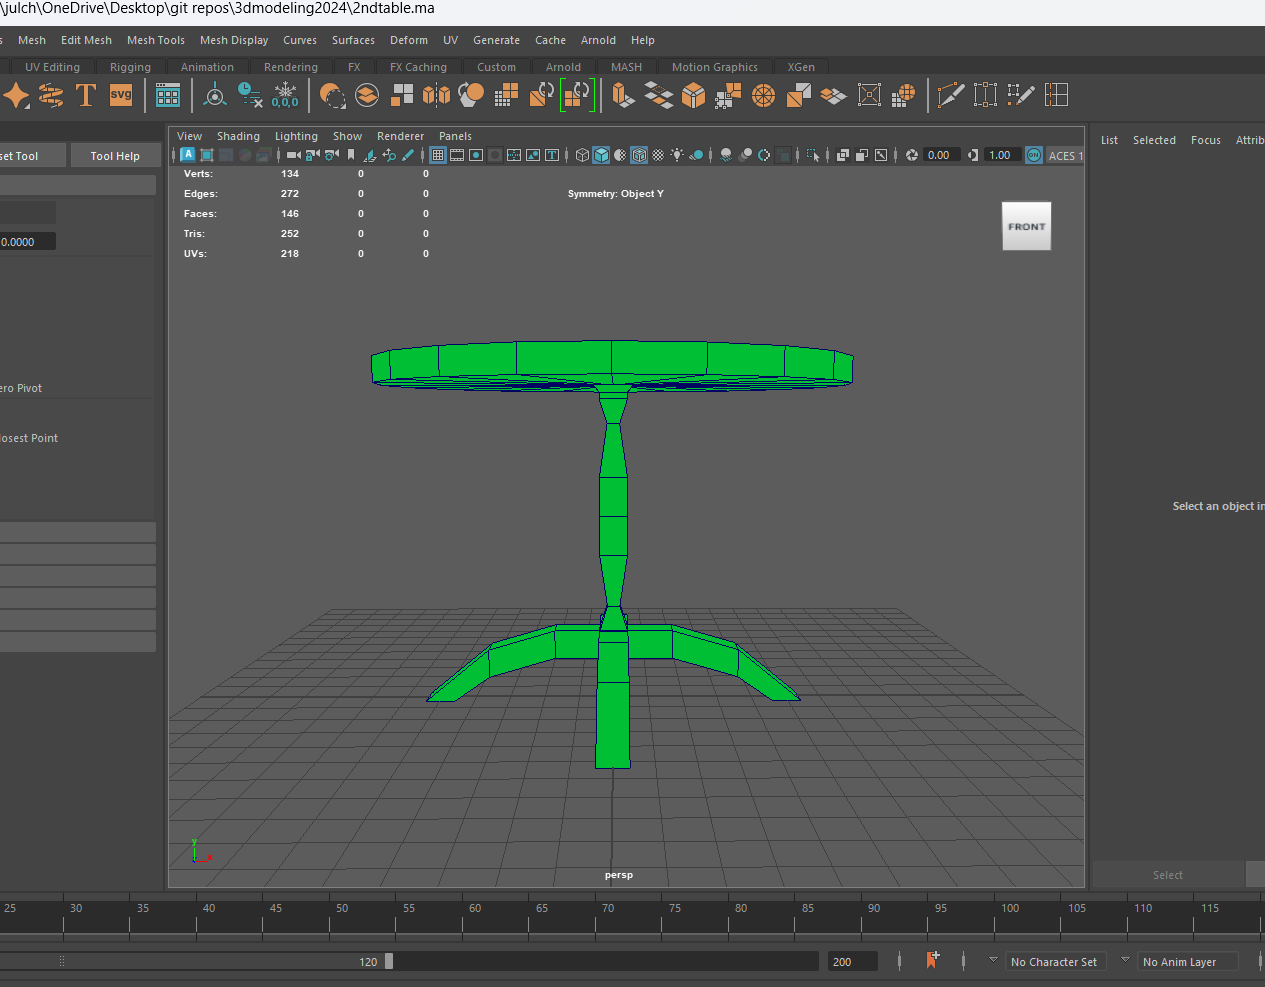 \julch\OneDrive\Desktop\git repos\3dmodeling2024\2ndtable.ma
s Mesh Edit Mesh Mesh Tools Mesh Display Curves Surfaces Deform UV Generate Cache Arnold Help
UV Editing Rigging Animation Rendering FX FX Caching Custom Arnold MASH Motion Graphics XGen
T SVG 0,0,0
View Shading Lighting Show Renderer Panels
List Selected Focus Attrib
set Tool Tool Help
A T 0.00 1.00 ON ACES 1
Verts: 134 0 0
Edges: 272 0 0
Symmetry: Object Y
Faces: 146 0 0
FRONT
Tris: 252 0 0
0.0000
UVs: 218 0 0
ero Pivot
losest Point
Select an object in
y
x
persp
Select
25 30 35 40 45 50 55 60 65 70 75 80 85 90 95 100 105 110 115
120 200 No Character Set No Anim Layer